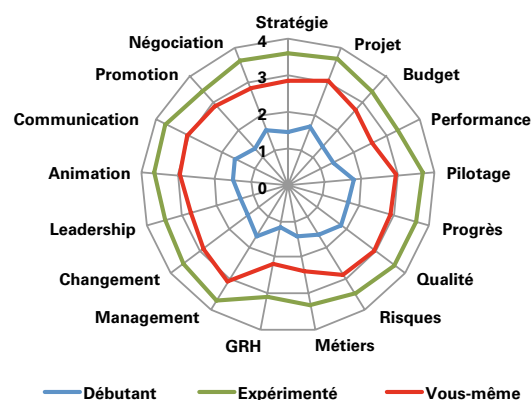 Stratégie
Négociation
Projet
Promotion
Budget
Communication
Performance
Animation
Pilotage
Leadership
Progrès
Changement
Qualité
Management
Risques
GRH
Métiers
4
3
2
1
0
Débutant
Expérimenté
Vous-même